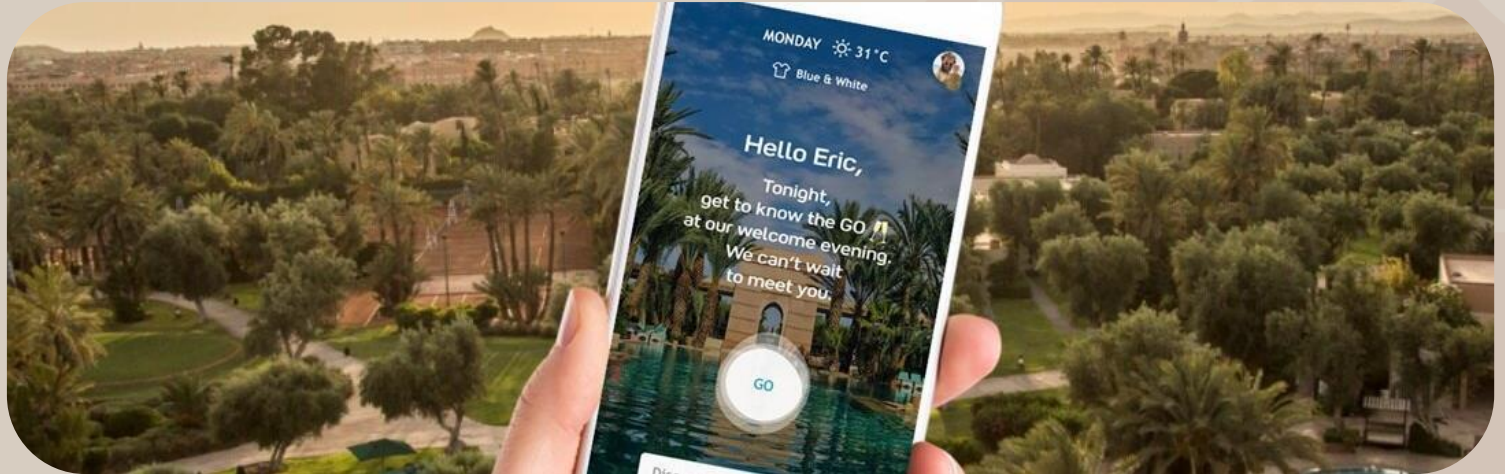 MONDAY 31°C
Blue & White
Hello Eric,
Tonight,
get to know the GO
at our welcome evening.
We can't wait
to meet you.
GO